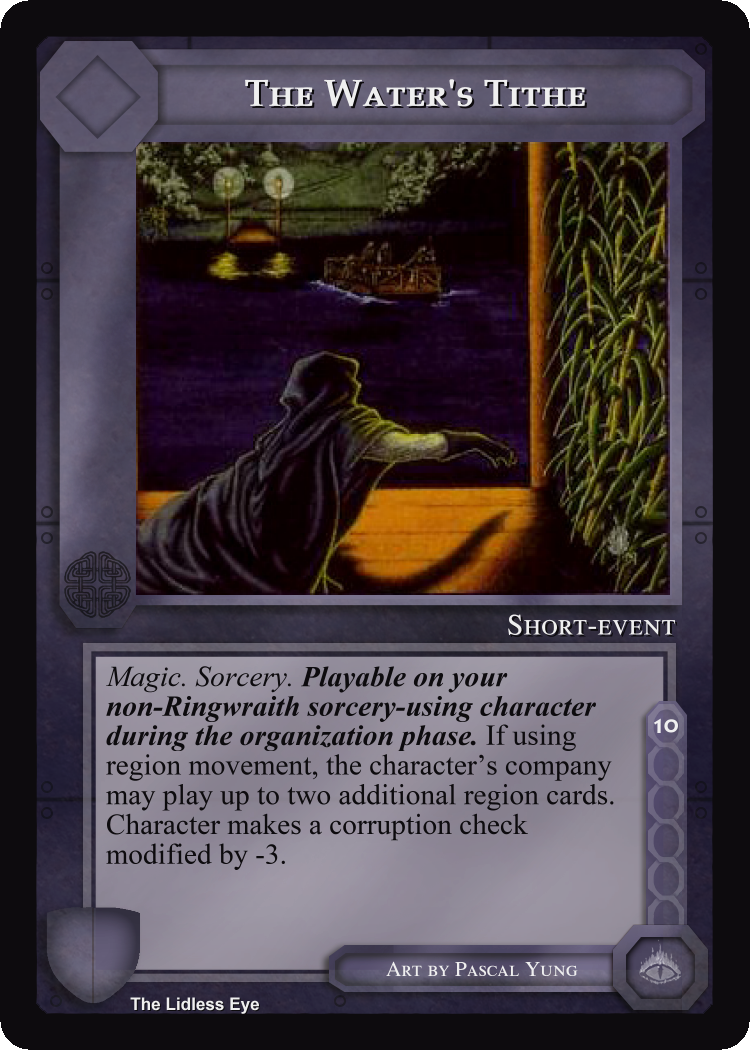 The Water's Tithe
Short-event
Magic. Sorcery. Playable on your
non-Ringwraith sorcery-using character
during the organization phase. If using
region movement, the character’s company
may play up to two additional region cards.
Character makes a corruption check
modified by -3.
10
Art by Pascal Yung
The Lidless Eye